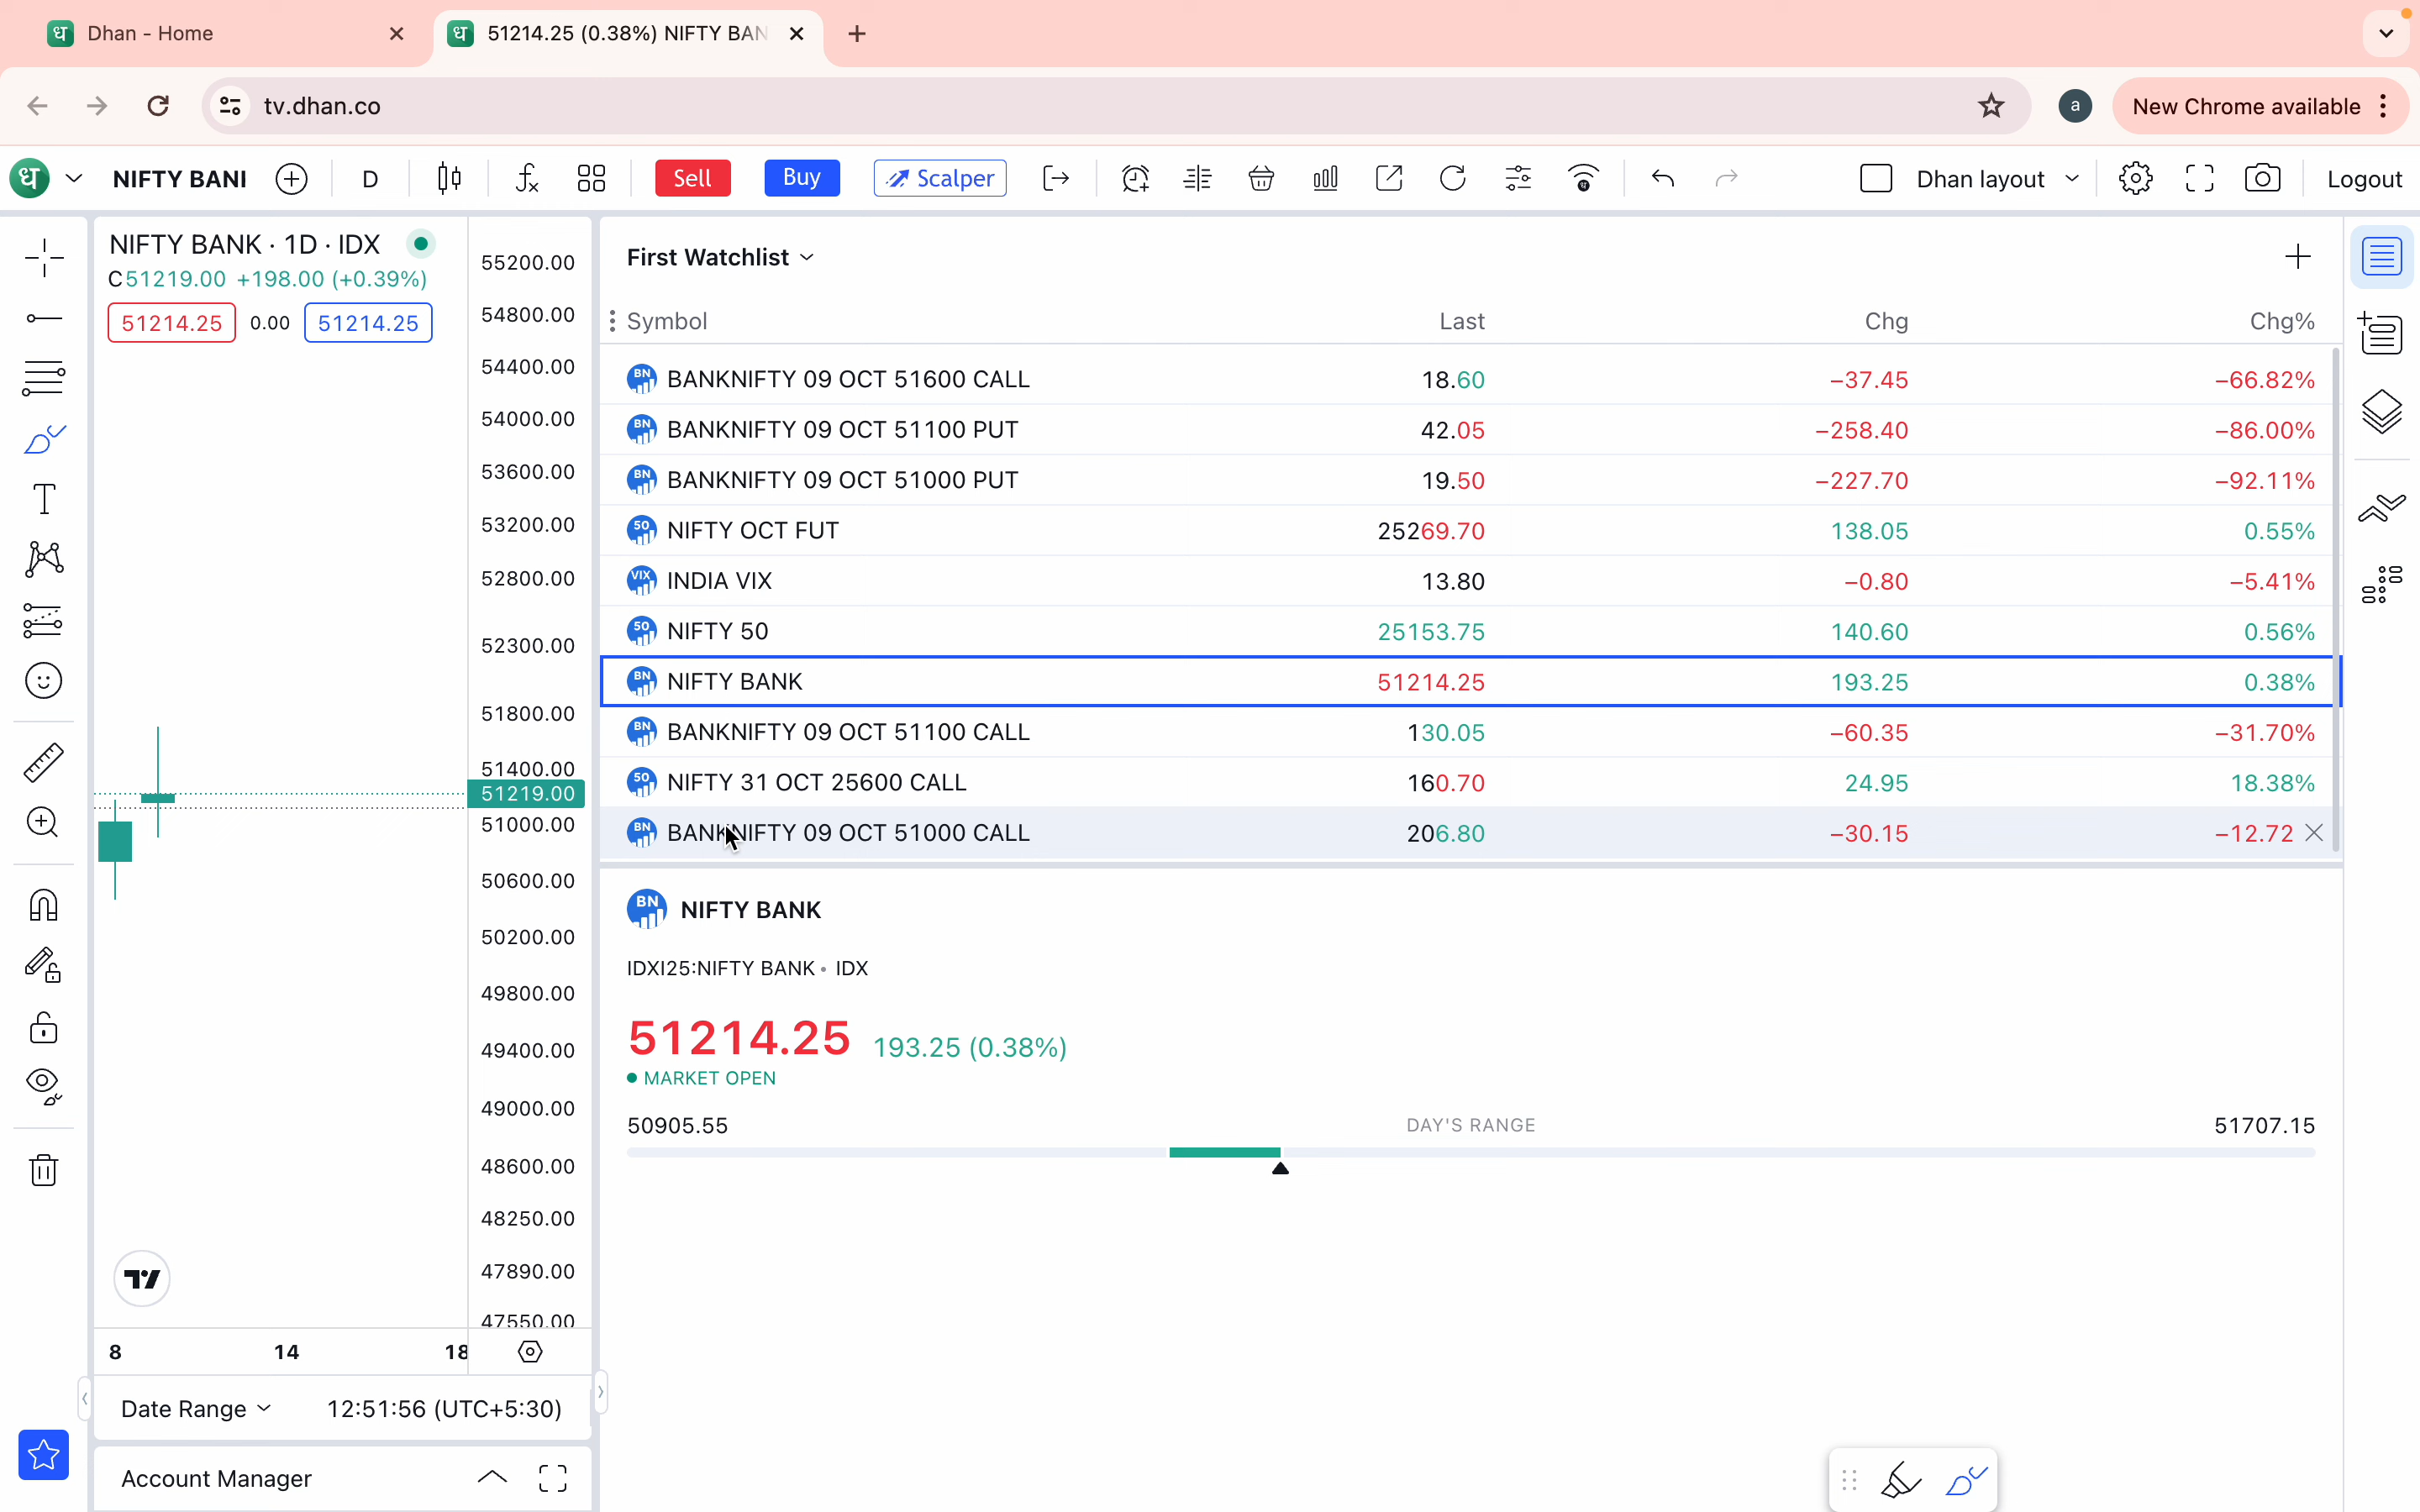 Dhan - Home
51214.25 (0.38%) NIFTY BAN
tv.dhan.co
a
New Chrome available
ध
NIFTY BANI
D
Sell
Buy
Scalper
Dhan layout
Logout
NIFTY BANK · 1D · IDX
C51219.00 +198.00 (+0.39%)
51214.25 0.00 51214.25
55200.00
54800.00
54400.00
54000.00
53600.00
53200.00
52800.00
52300.00
51800.00
51400.00
51219.00
51000.00
50600.00
50200.00
49800.00
49400.00
49000.00
48600.00
48250.00
47890.00
47550.00
8 14 18
Date Range 12:51:56 (UTC+5:30)
Account Manager
First Watchlist
Symbol Last Chg Chg%
BN BANKNIFTY 09 OCT 51600 CALL 18.60 −37.45 −66.82%
BN BANKNIFTY 09 OCT 51100 PUT 42.05 −258.40 −86.00%
BN BANKNIFTY 09 OCT 51000 PUT 19.50 −227.70 −92.11%
50 NIFTY OCT FUT 25269.70 138.05 0.55%
VIX INDIA VIX 13.80 −0.80 −5.41%
50 NIFTY 50 25153.75 140.60 0.56%
BN NIFTY BANK 51214.25 193.25 0.38%
BN BANKNIFTY 09 OCT 51100 CALL 130.05 −60.35 −31.70%
50 NIFTY 31 OCT 25600 CALL 160.70 24.95 18.38%
BN BANKNIFTY 09 OCT 51000 CALL 206.80 −30.15 −12.72
BN NIFTY BANK
IDXI25:NIFTY BANK • IDX
51214.25 193.25 (0.38%)
MARKET OPEN
50905.55 DAY'S RANGE 51707.15